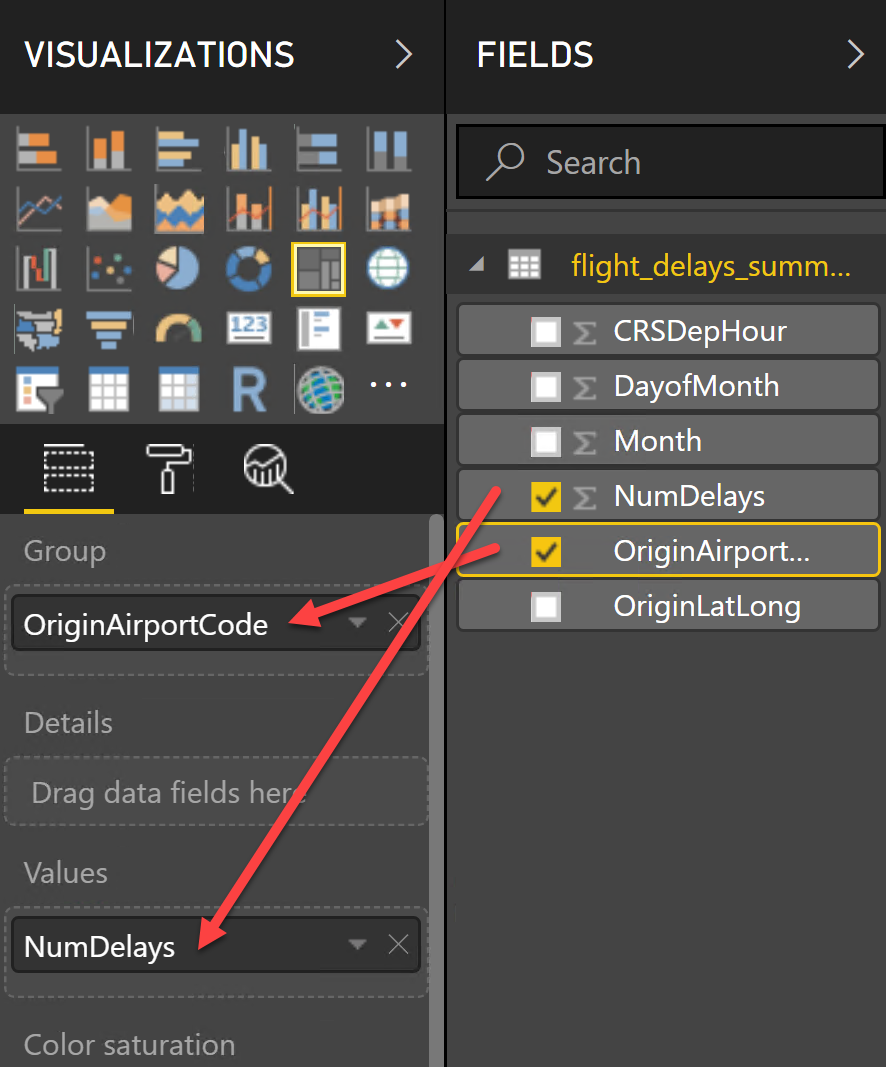 VISUALIZATIONS
FIELDS
Search
123
R
flight_delays_summ...
CRSDepHour
DayofMonth
Month
NumDelays
OriginAirport...
OriginLatLong
Group
OriginAirportCode
Details
Drag data fields here
Values
NumDelays
Color saturation